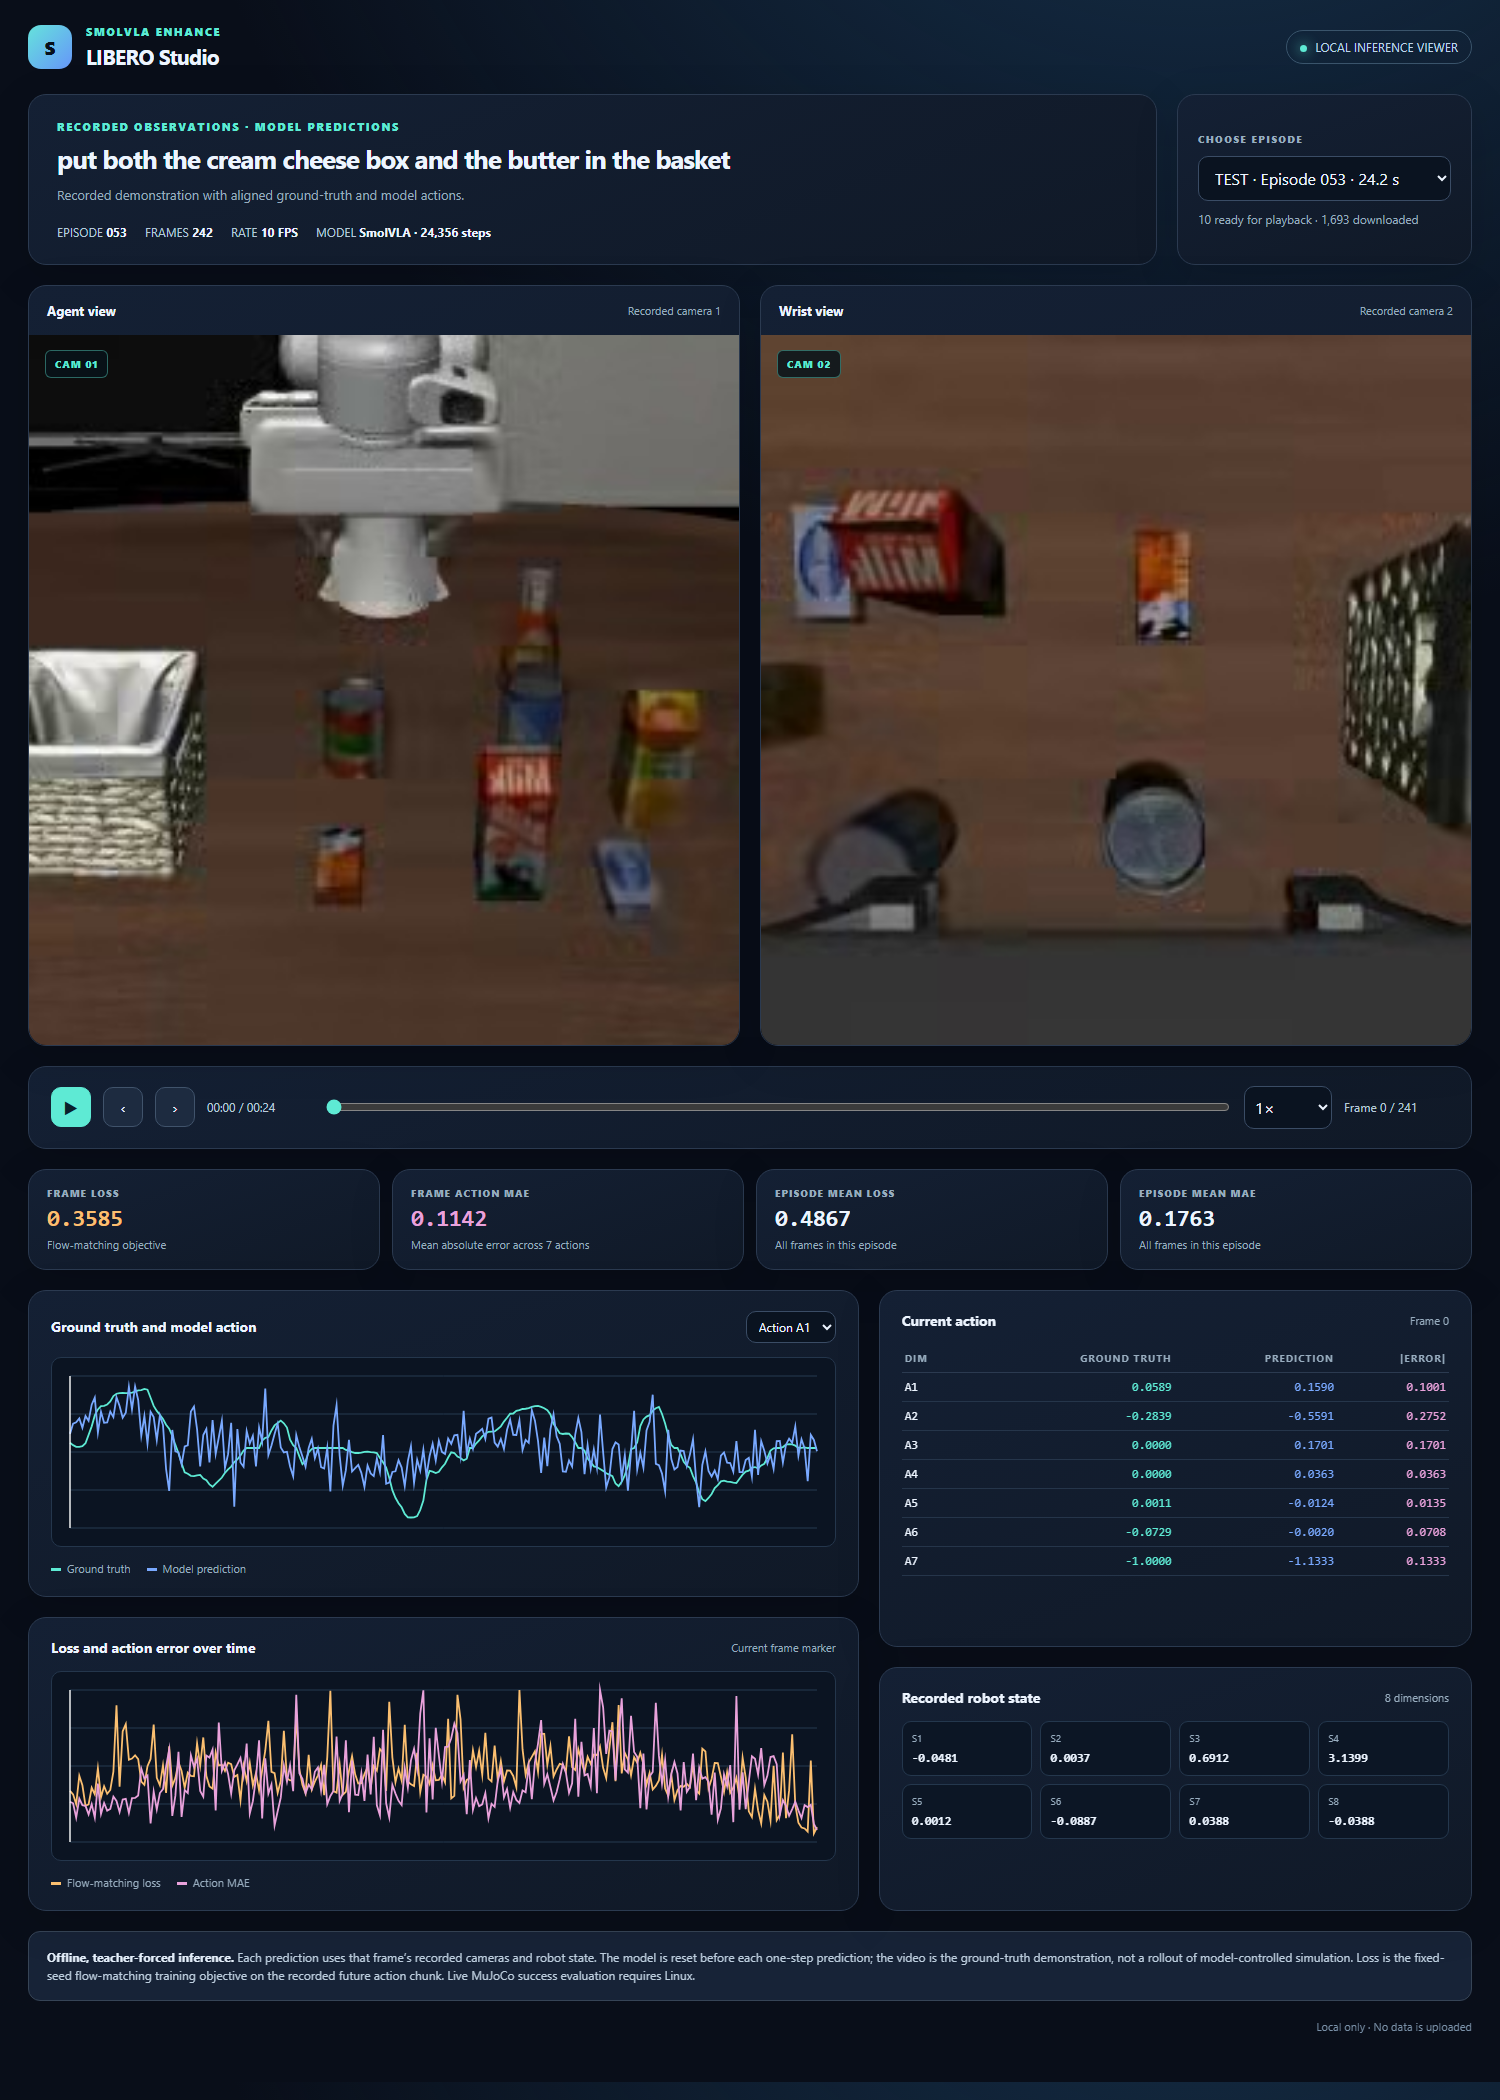 S
SMOLVLA ENHANCE
LIBERO Studio
LOCAL INFERENCE VIEWER
RECORDED OBSERVATIONS · MODEL PREDICTIONS
put both the cream cheese box and the butter in the basket
Recorded demonstration with aligned ground-truth and model actions.
EPISODE 053 FRAMES 242 RATE 10 FPS MODEL SmolVLA · 24,356 steps
CHOOSE EPISODE
TEST · Episode 053 · 24.2 s
10 ready for playback · 1,693 downloaded
Agent view
Recorded camera 1
CAM 01
Wrist view
Recorded camera 2
CAM 02
00:00 / 00:24
1×
Frame 0 / 241
FRAME LOSS
0.3585
Flow-matching objective
FRAME ACTION MAE
0.1142
Mean absolute error across 7 actions
EPISODE MEAN LOSS
0.4867
All frames in this episode
EPISODE MEAN MAE
0.1763
All frames in this episode
Ground truth and model action
Action A1
Ground truth Model prediction
Current action
Frame 0
DIM GROUND TRUTH PREDICTION |ERROR|
A1 0.0589 0.1590 0.1001
A2 -0.2839 -0.5591 0.2752
A3 0.0000 0.1701 0.1701
A4 0.0000 0.0363 0.0363
A5 0.0011 -0.0124 0.0135
A6 -0.0729 -0.0020 0.0708
A7 -1.0000 -1.1333 0.1333
Loss and action error over time
Current frame marker
Flow-matching loss Action MAE
Recorded robot state
8 dimensions
S1 S2 S3 S4
-0.0481 0.0037 0.6912 3.1399
S5 S6 S7 S8
0.0012 -0.0887 0.0388 -0.0388
Offline, teacher-forced inference. Each prediction uses that frame's recorded cameras and robot state. The model is reset before each one-step prediction; the video is the ground-truth demonstration, not a rollout of model-controlled simulation. Loss is the fixed-
seed flow-matching training objective on the recorded future action chunk. Live MuJoCo success evaluation requires Linux.
Local only · No data is uploaded